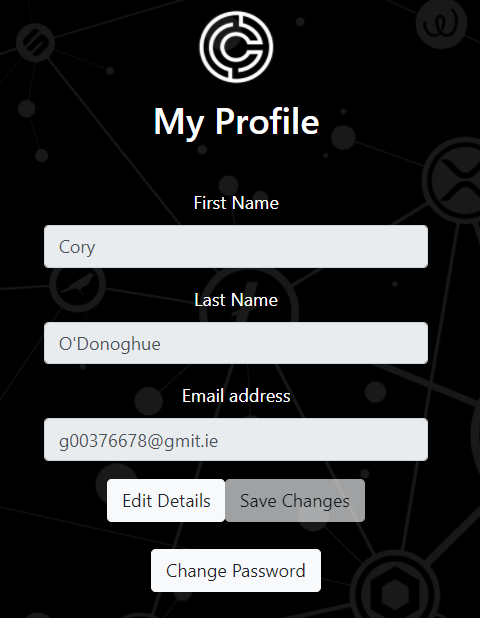 My Profile
First Name
Cory
Last Name
O'Donoghue
Email address
g00376678@gmit.ie
Edit Details Save Changes
Change Password